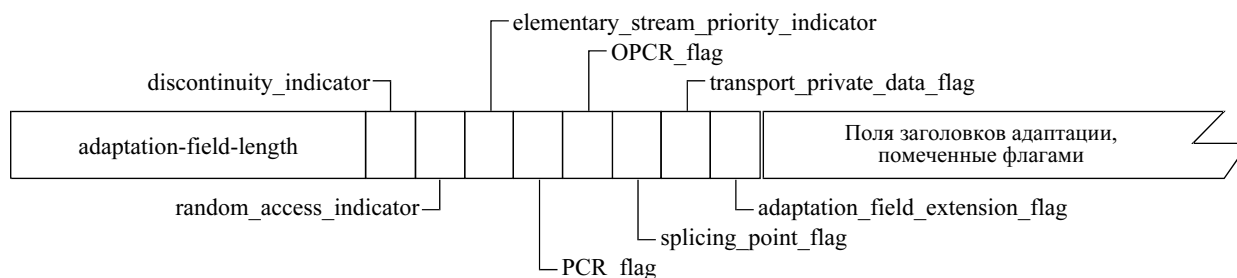 elementary_stream_priority_indicator
OPCR_flag
discontinuity_indicator
transport_private_data_flag
adaptation-field-length
Поля заголовков адаптации,
помеченные флагами
random_access_indicator
adaptation_field_extension_flag
splicing_point_flag
PCR_flag